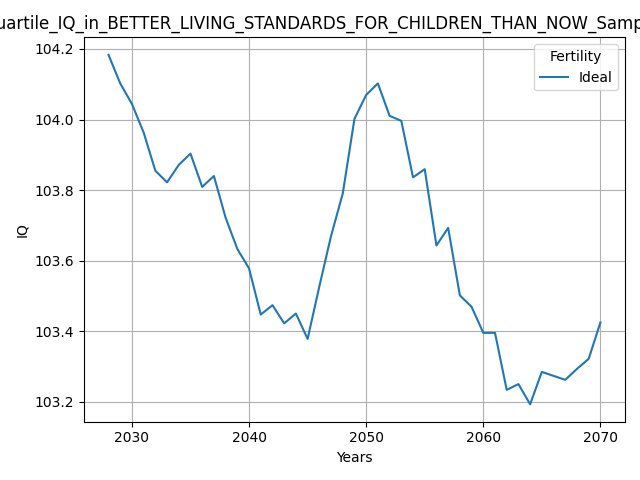 uartile_IQ_in_BETTER_LIVING_STANDARDS_FOR_CHILDREN_THAN_NOW_Samp
Fertility
Ideal
104.2
104.0
103.8
103.6
103.4
103.2
IQ
2030 2040 2050 2060 2070
Years